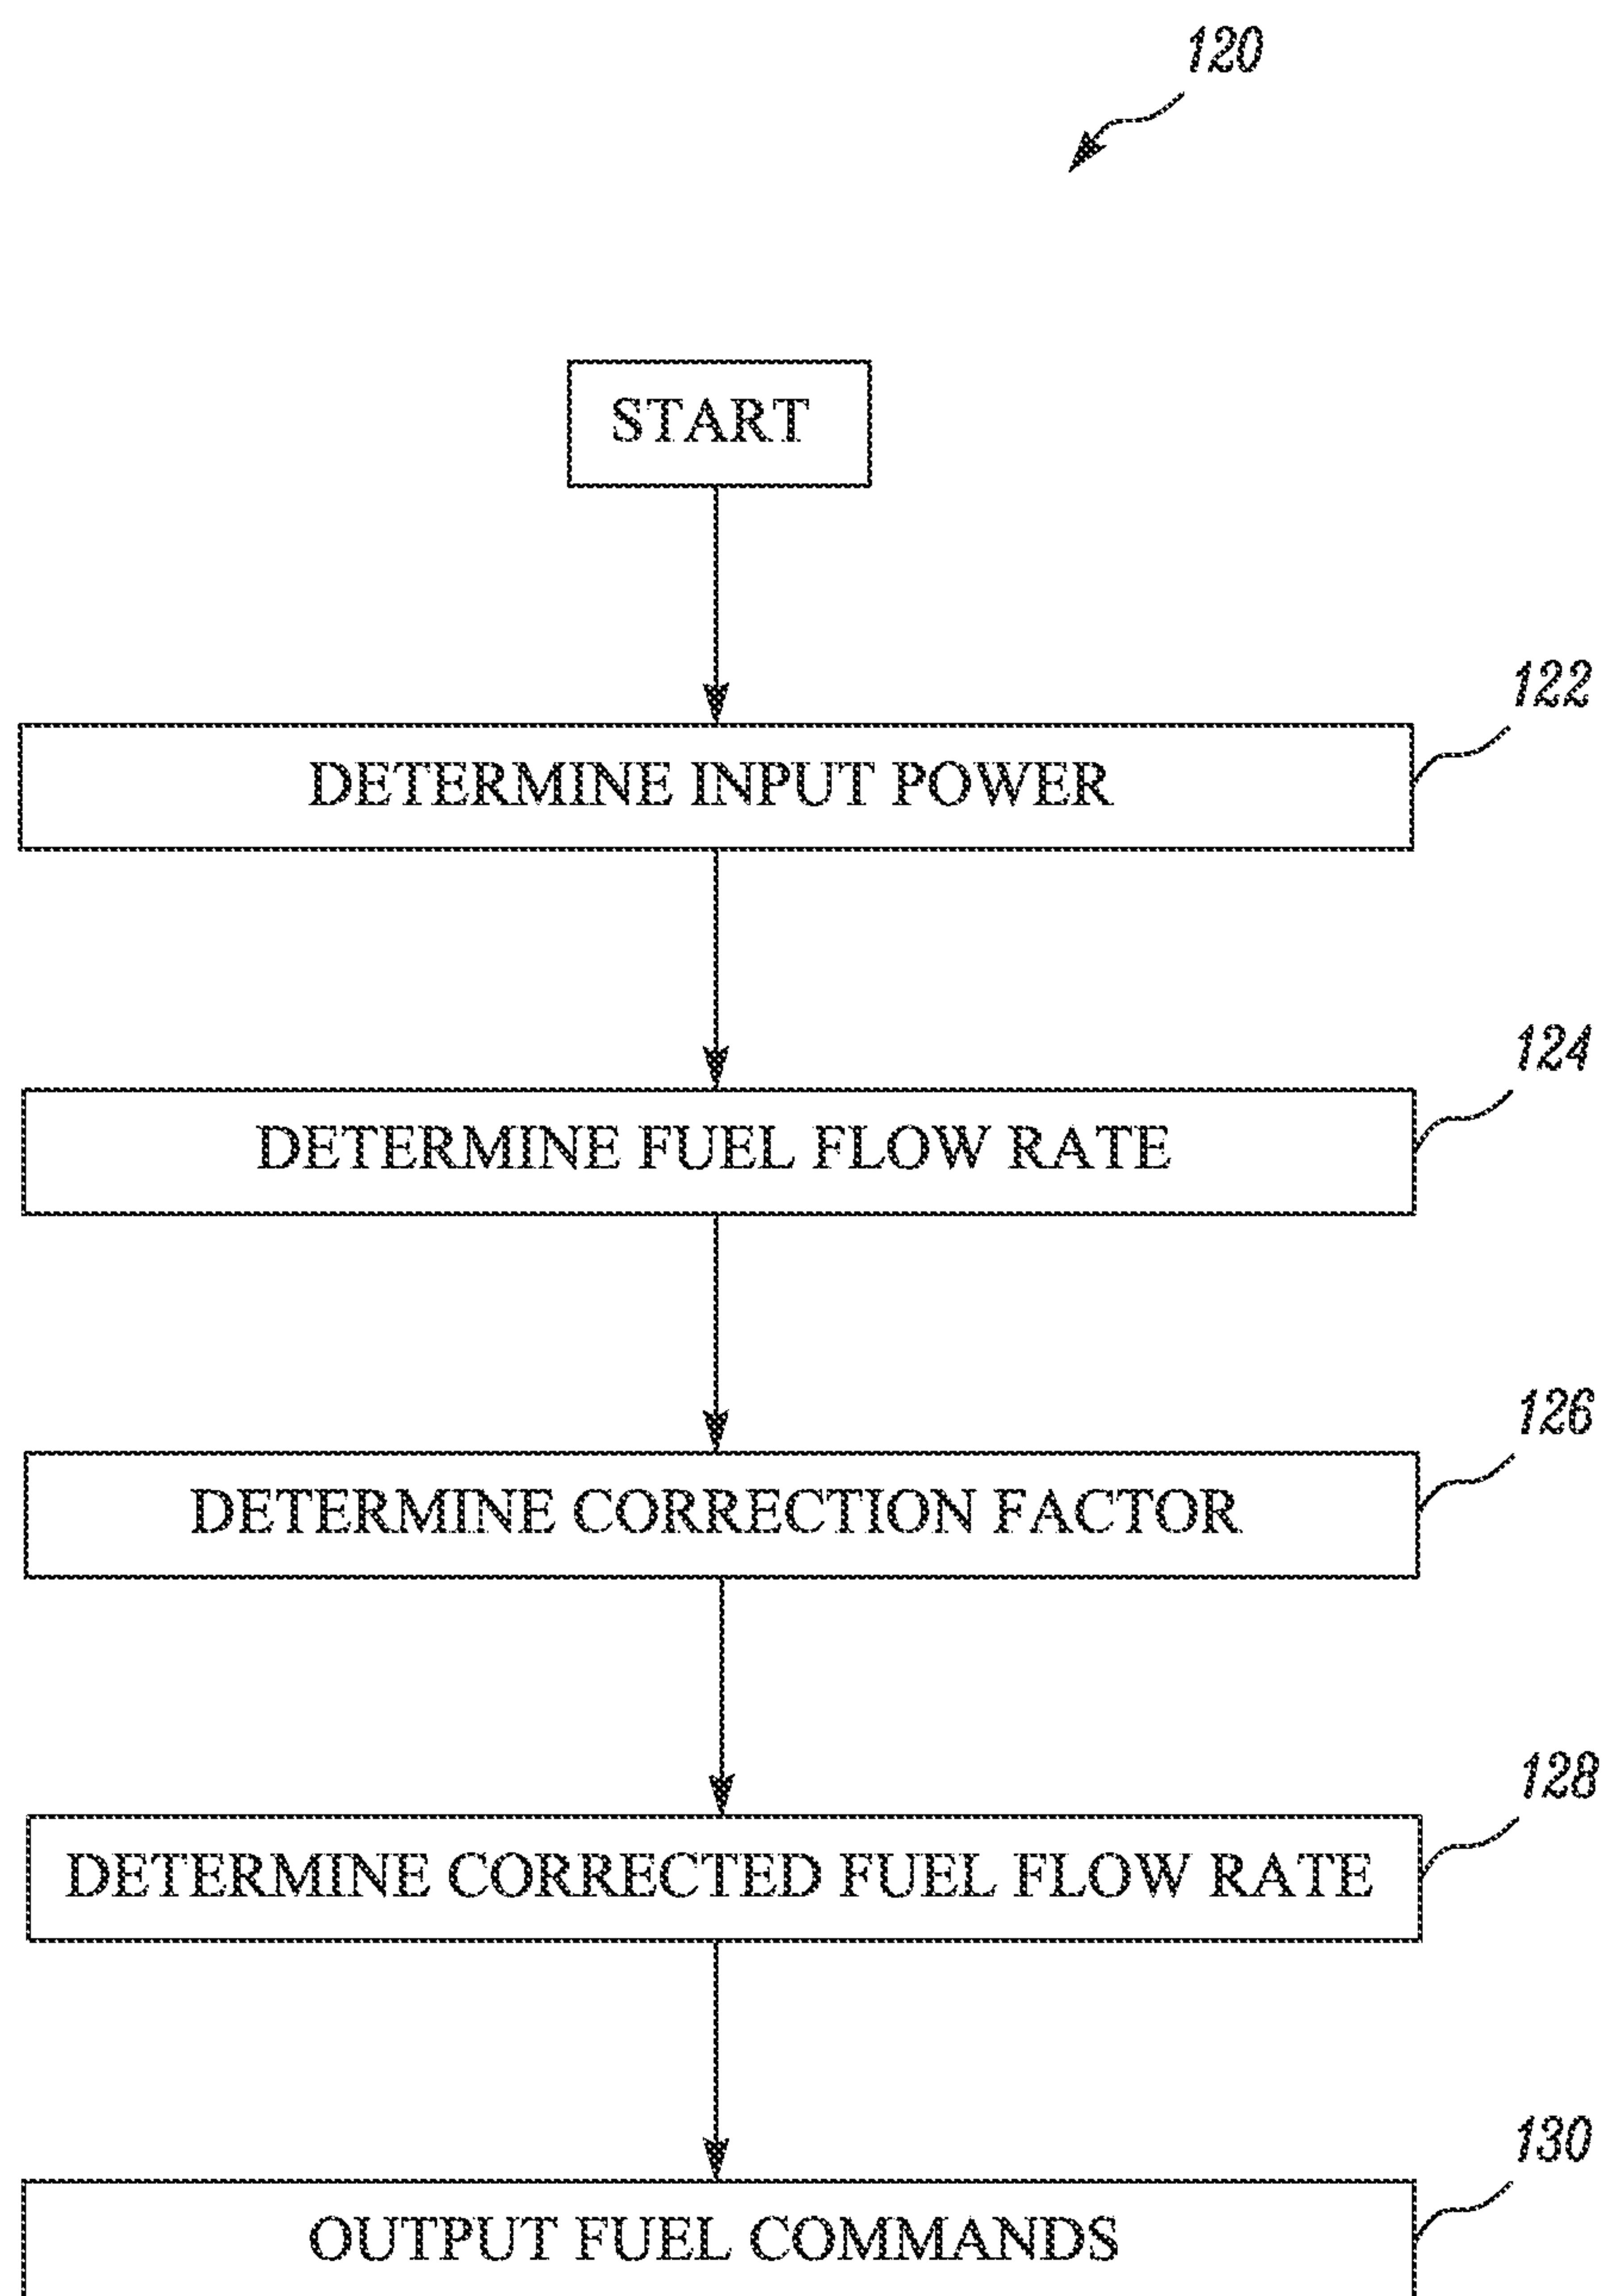 120
START
122
DETERMINE INPUT POWER
124
DETERMINE FUEL FLOW RATE
126
DETERMINE CORRECTION FACTOR
128
DETERMINE CORRECTED FUEL FLOW RATE
130
OUTPUT FUEL COMMANDS